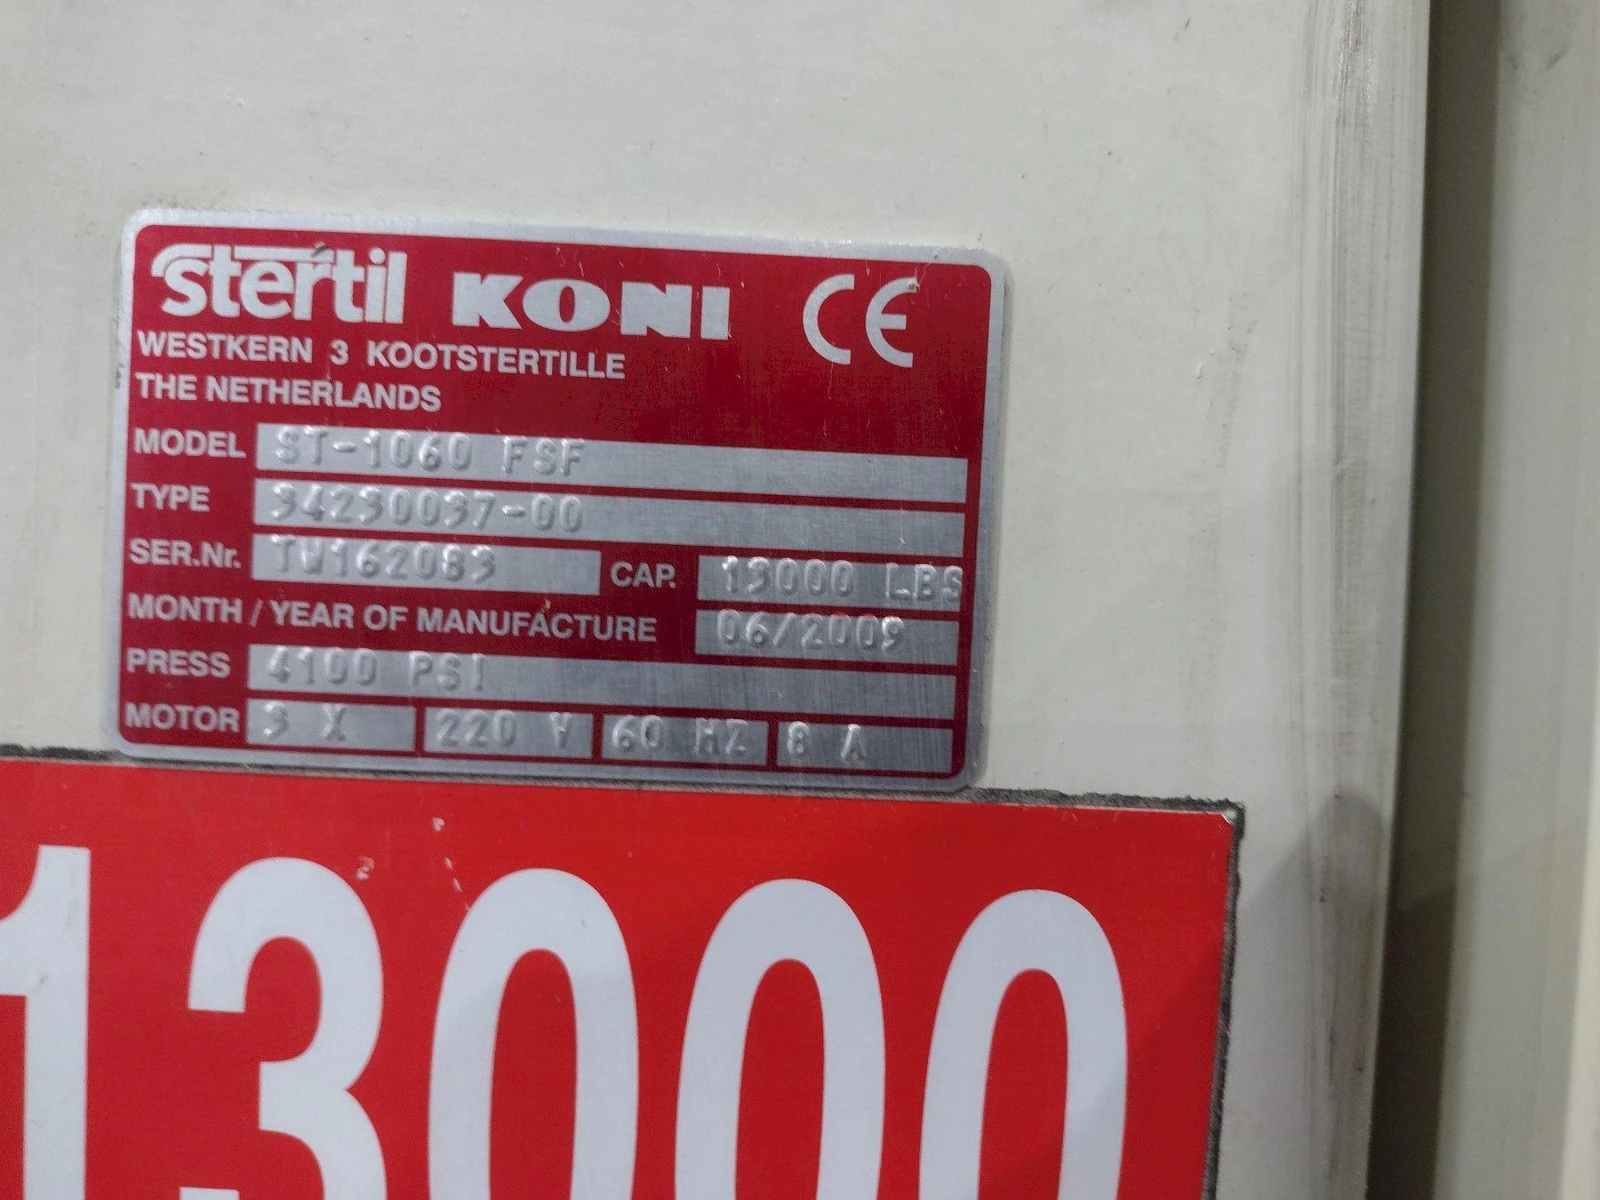 stertil KONI CE
WESTKERN 3 KOOTSTERTILLE
THE NETHERLANDS
MODEL ST-1060 FSF
TYPE 34230037-00
SER.Nr. TW162083 CAP. 13000 LBS
MONTH / YEAR OF MANUFACTURE 06/2009
PRESS 4100 PSI
MOTOR 3 X 220 V 60 HZ 8 A
13000